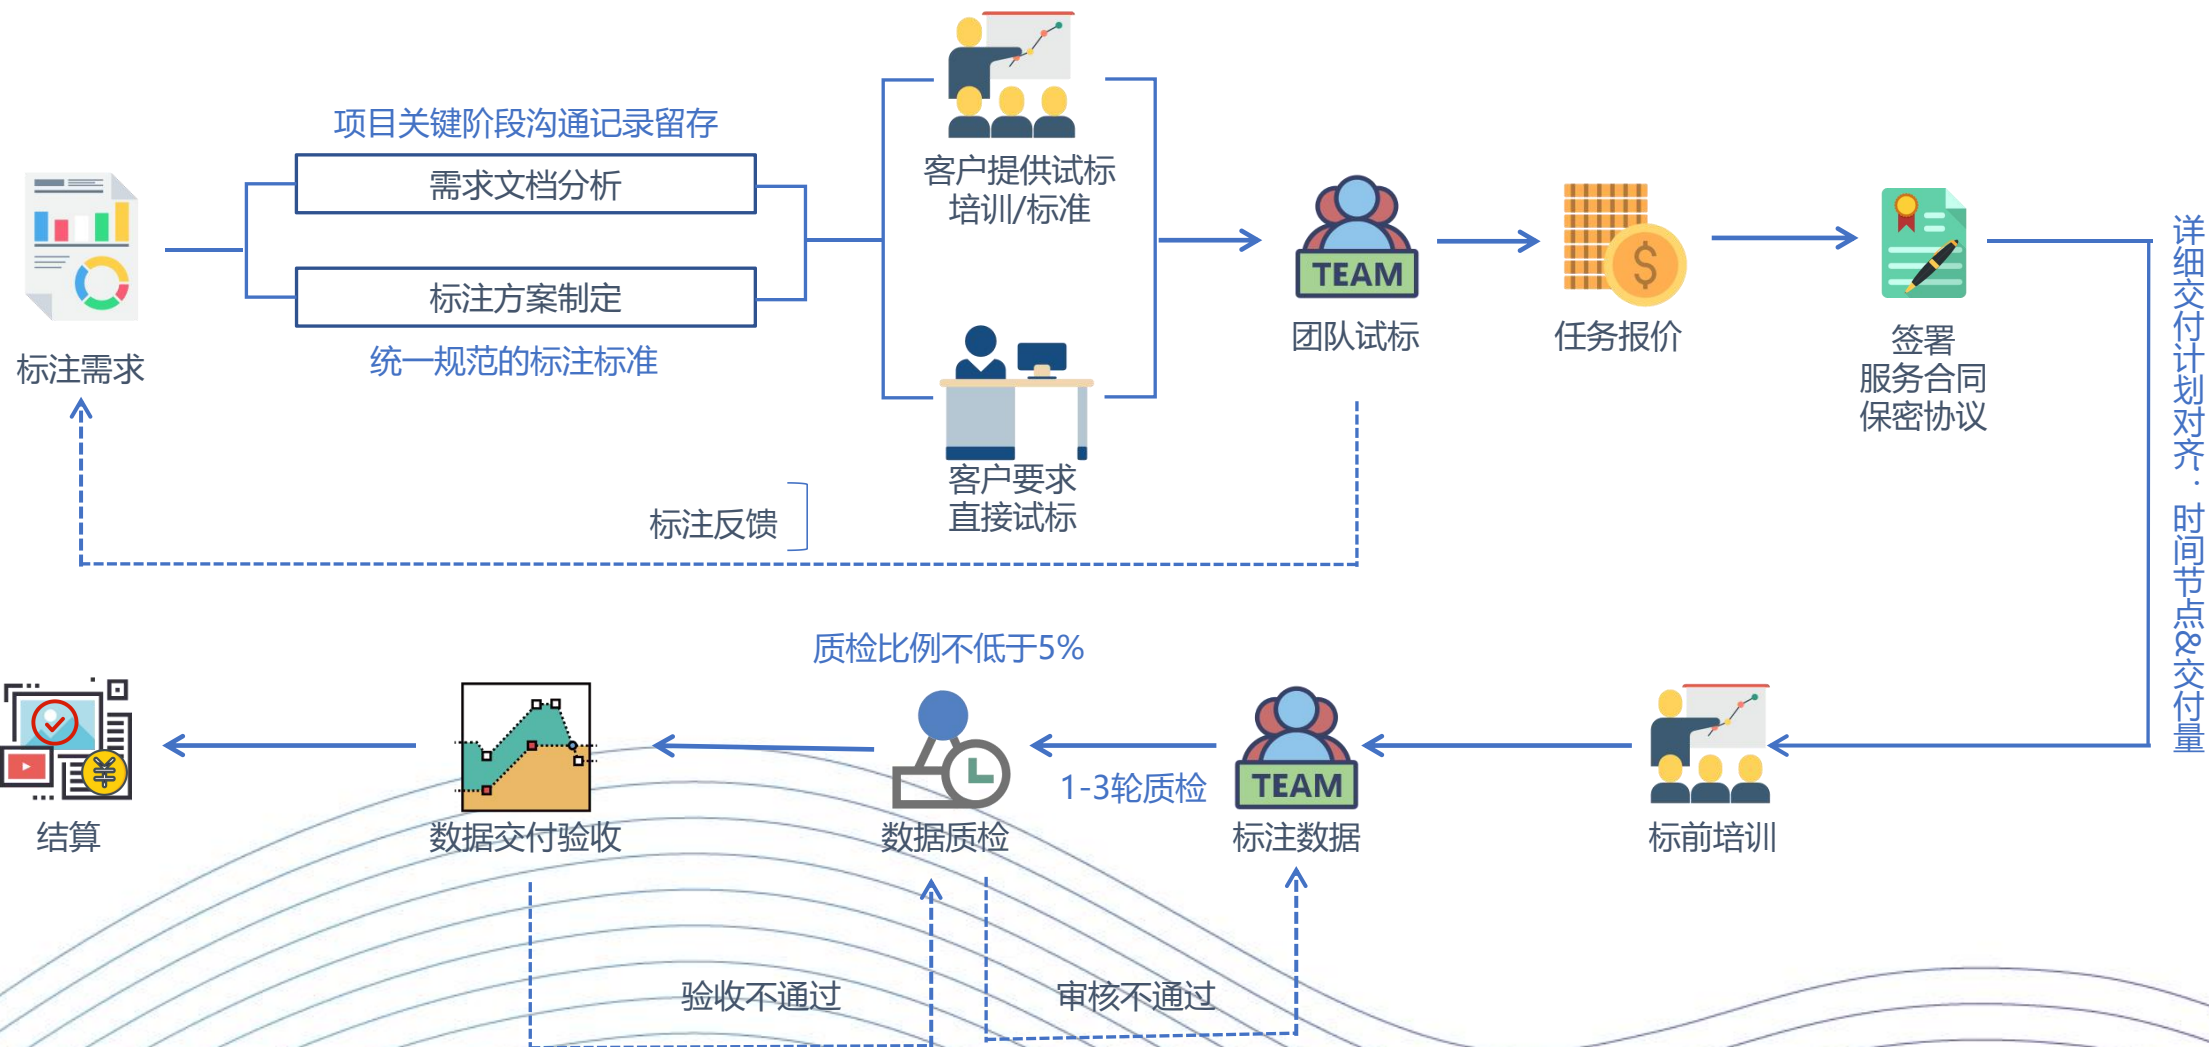 项目关键阶段沟通记录留存
需求文档分析
标注方案制定
统一规范的标注标准
标注需求
客户提供试标
培训/标准
客户要求
直接试标
TEAM
团队试标
任务报价
签署
服务合同
保密协议
详细交付计划对齐：时间节点&交付量
标注反馈
质检比例不低于5%
标前培训
TEAM
标注数据
1-3轮质检
数据质检
数据交付验收
结算
验收不通过
审核不通过